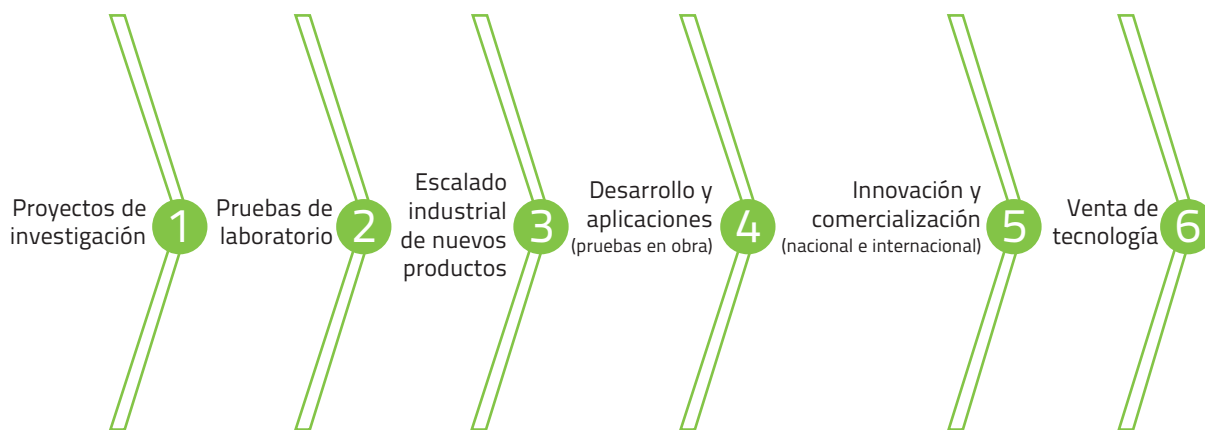 Proyectos de
investigación
1
Pruebas de
laboratorio
2
Escalado
industrial
de nuevos
productos
3
Desarrollo y
aplicaciones
(pruebas en obra)
4
Innovación y
comercialización
(nacional e internacional)
5
Venta de
tecnología
6